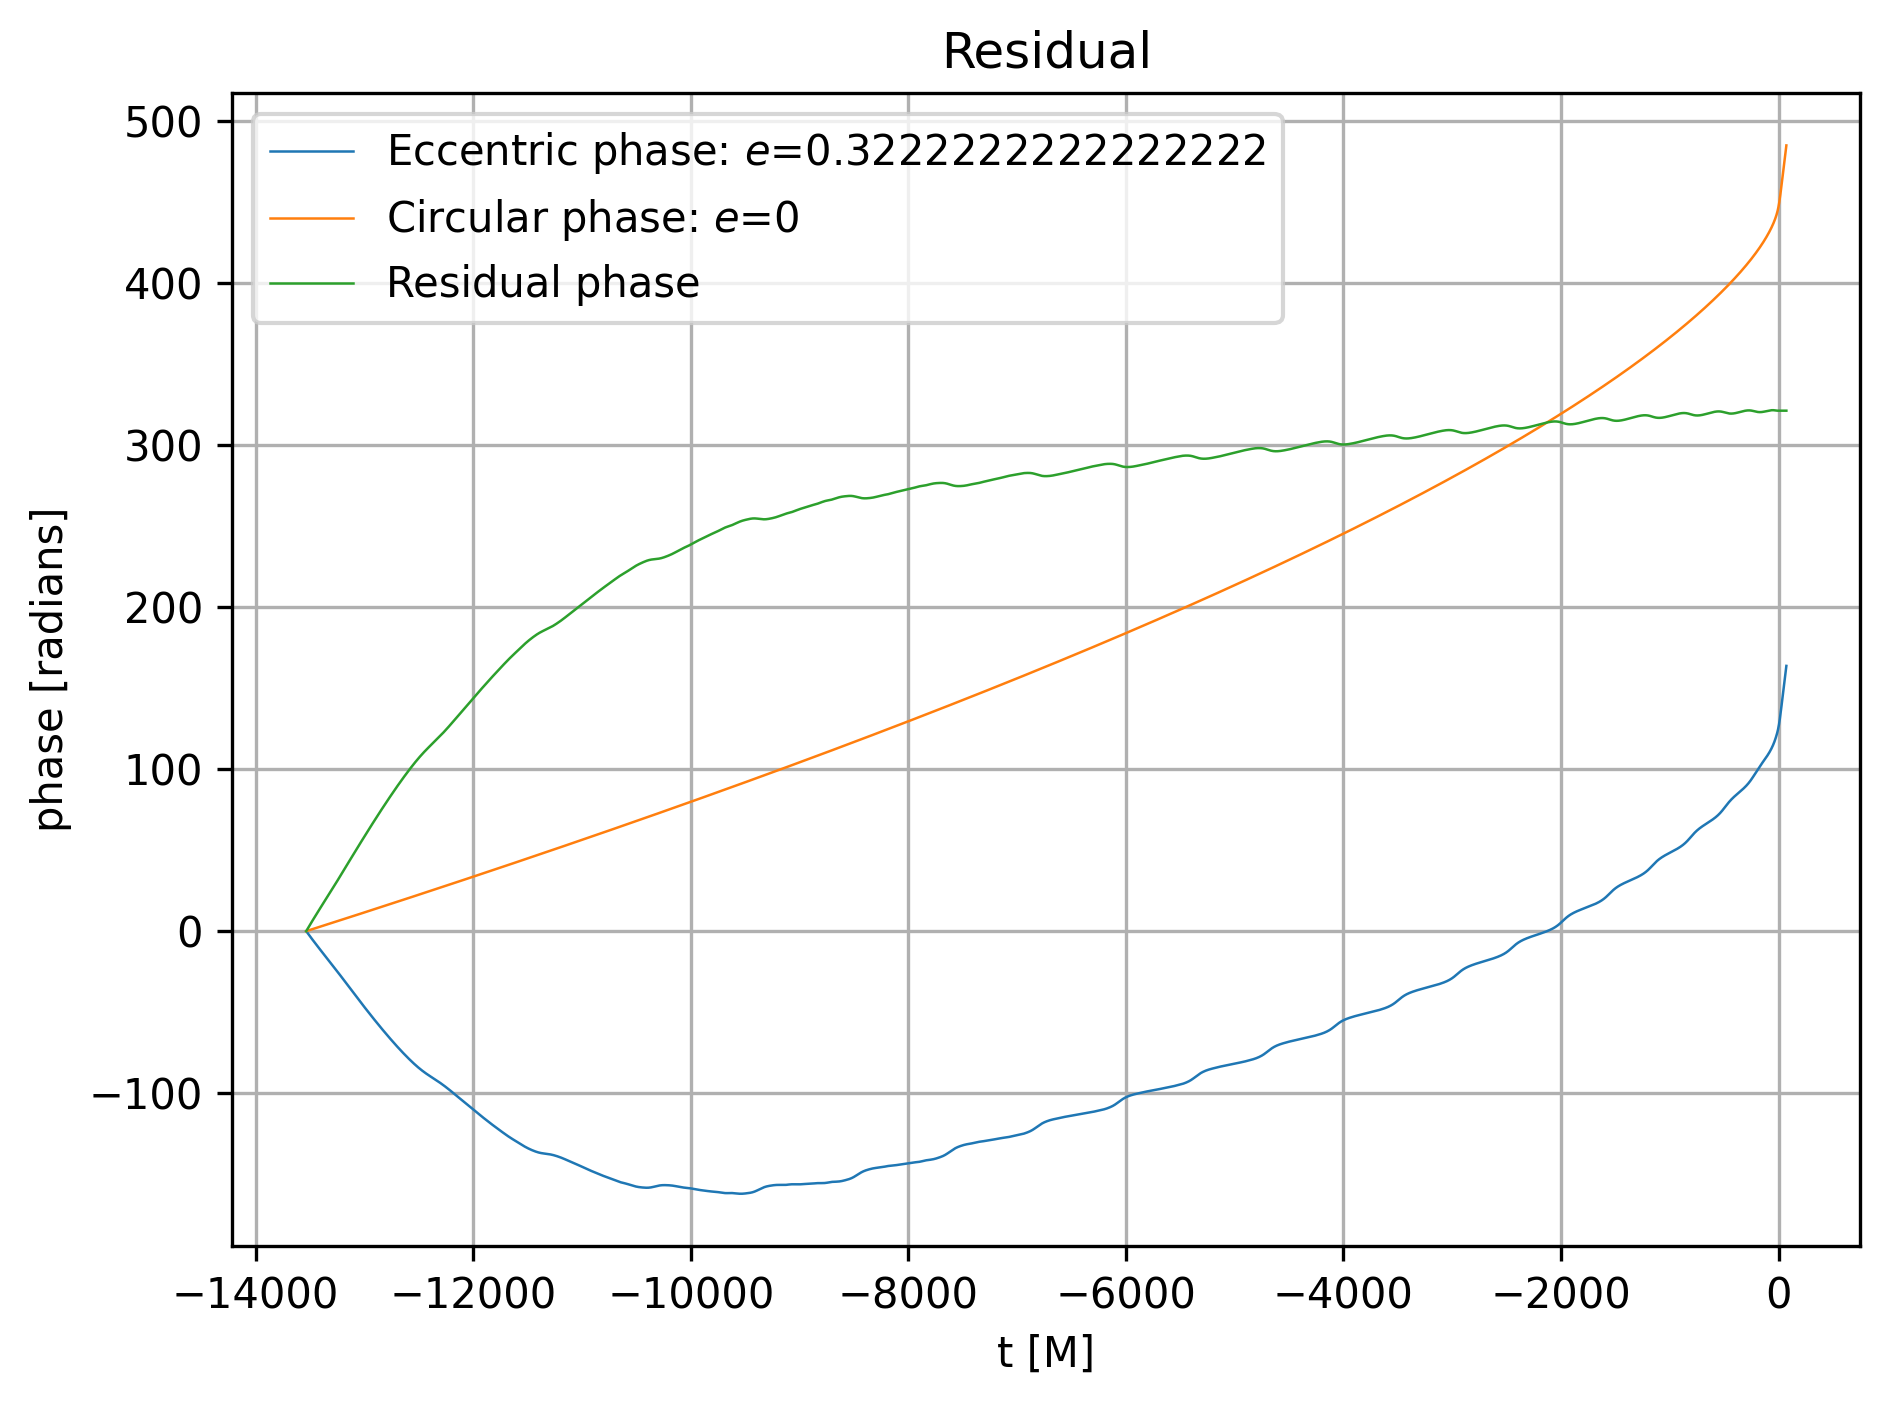 Residual
500
400
300
200
100
0
−100
phase [radians]
Eccentric phase: e=0.3222222222222222
Circular phase: e=0
Residual phase
−14000
−12000
−10000
−8000
−6000
−4000
−2000
0
t [M]